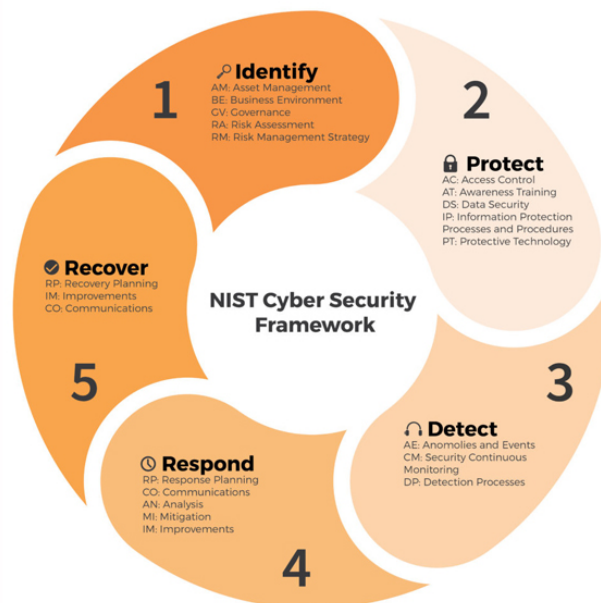 1
Identify
AM: Asset Management
BE: Business Environment
GV: Governance
RA: Risk Assessment
RM: Risk Management Strategy
2
Protect
AC: Access Control
AT: Awareness Training
DS: Data Security
IP: Information Protection
Processes and Procedures
PT: Protective Technology
3
Detect
AE: Anomolies and Events
CM: Security Continuous
Monitoring
DP: Detection Processes
4
Respond
RP: Response Planning
CO: Communications
AN: Analysis
MI: Mitigation
IM: Improvements
5
Recover
RP: Recovery Planning
IM: Improvements
CO: Communications
NIST Cyber Security
Framework